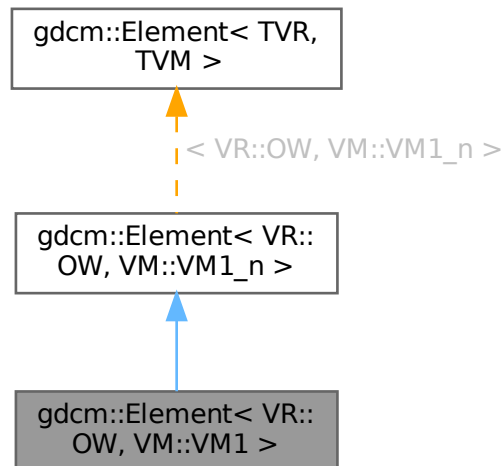 gdcm::Element< TVR,
TVM >
< VR::OW, VM::VM1_n >
gdcm::Element< VR::
OW, VM::VM1_n >
gdcm::Element< VR::
OW, VM::VM1 >